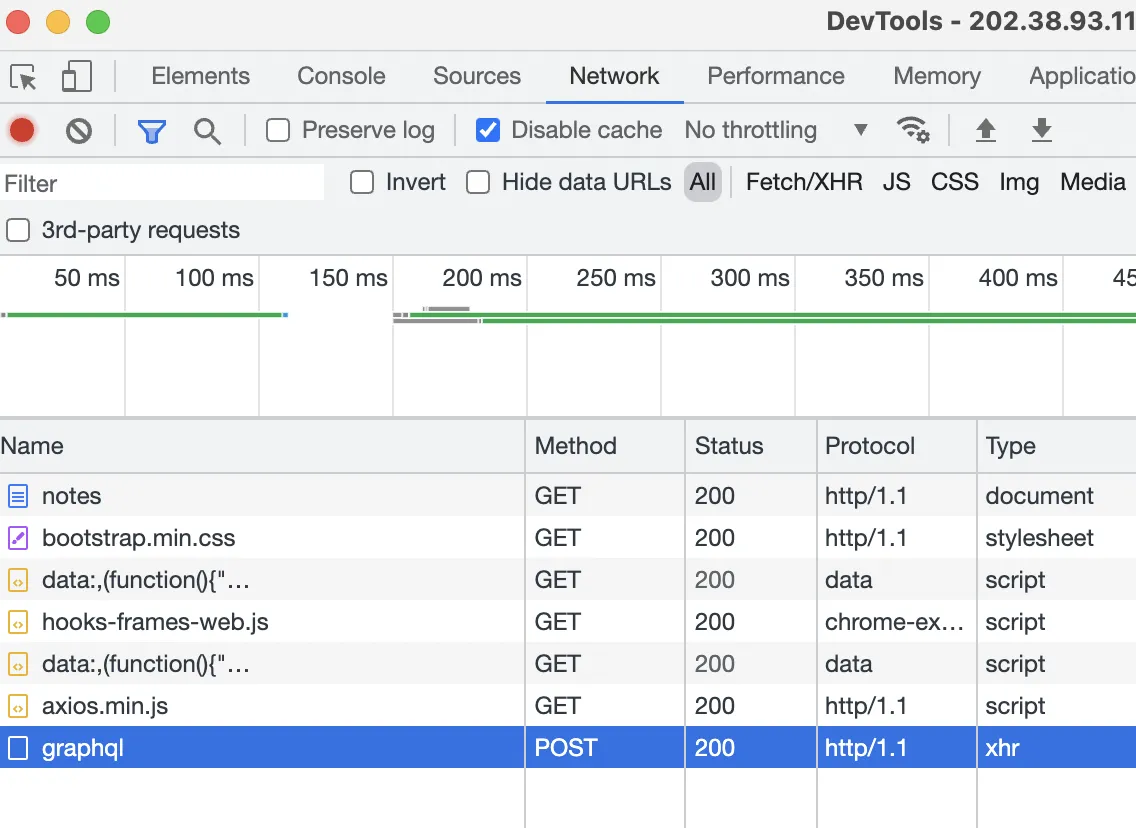 DevTools - 202.38.93.11
Elements Console Sources Network Performance Memory Applicatio
Preserve log Disable cache No throttling
Filter Invert Hide data URLs All Fetch/XHR JS CSS Img Media
3rd-party requests
50 ms 100 ms 150 ms 200 ms 250 ms 300 ms 350 ms 400 ms 45
Name Method Status Protocol Type
notes GET 200 http/1.1 document
bootstrap.min.css GET 200 http/1.1 stylesheet
data:,(function(){"… GET 200 data script
hooks-frames-web.js GET 200 chrome-ex… script
data:,(function(){"… GET 200 data script
axios.min.js GET 200 http/1.1 script
graphql POST 200 http/1.1 xhr